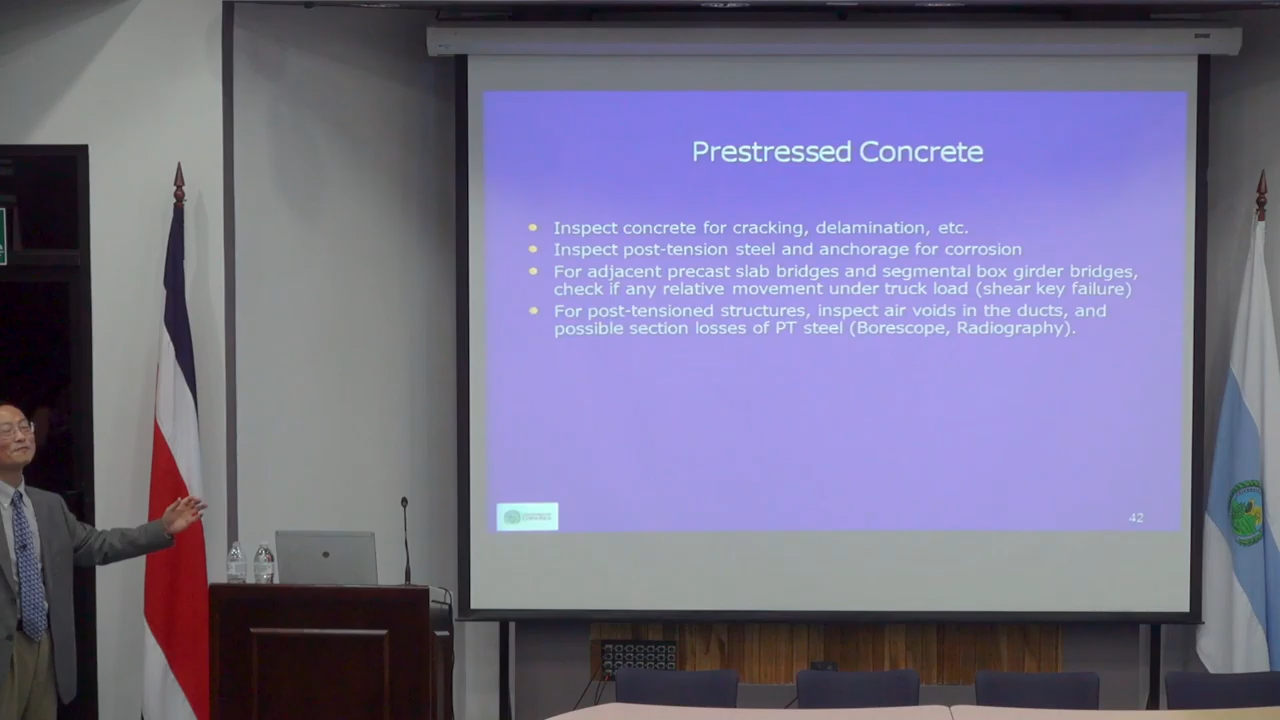 Prestressed Concrete
Inspect concrete for cracking, delamination, etc.
Inspect post-tension steel and anchorage for corrosion
For adjacent precast slab bridges and segmental box girder bridges,
check if any relative movement under truck load (shear key failure)
For post-tensioned structures, inspect air voids in the ducts, and
possible section losses of PT steel (Borescope, Radiography).
42